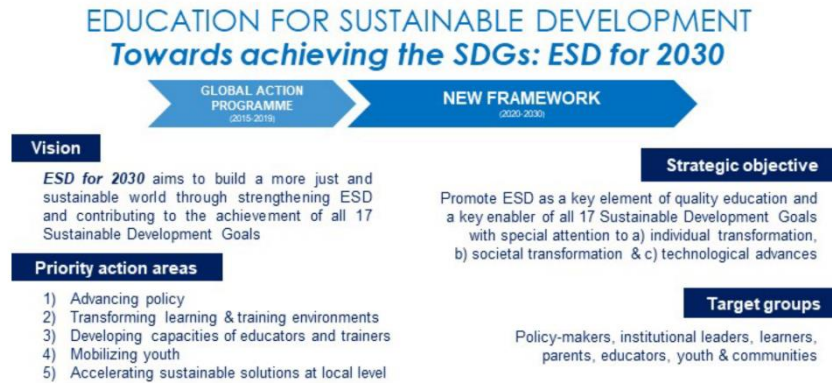 EDUCATION FOR SUSTAINABLE DEVELOPMENT
Towards achieving the SDGs: ESD for 2030
GLOBAL ACTION
PROGRAMME
(2015-2019)
NEW FRAMEWORK
(2020-2030)
Vision
ESD for 2030 aims to build a more just and
sustainable world through strengthening ESD
and contributing to the achievement of all 17
Sustainable Development Goals
Strategic objective
Promote ESD as a key element of quality education and
a key enabler of all 17 Sustainable Development Goals
with special attention to a) individual transformation,
b) societal transformation & c) technological advances
Priority action areas
1) Advancing policy
2) Transforming learning & training environments
3) Developing capacities of educators and trainers
4) Mobilizing youth
5) Accelerating sustainable solutions at local level
Target groups
Policy-makers, institutional leaders, learners,
parents, educators, youth & communities